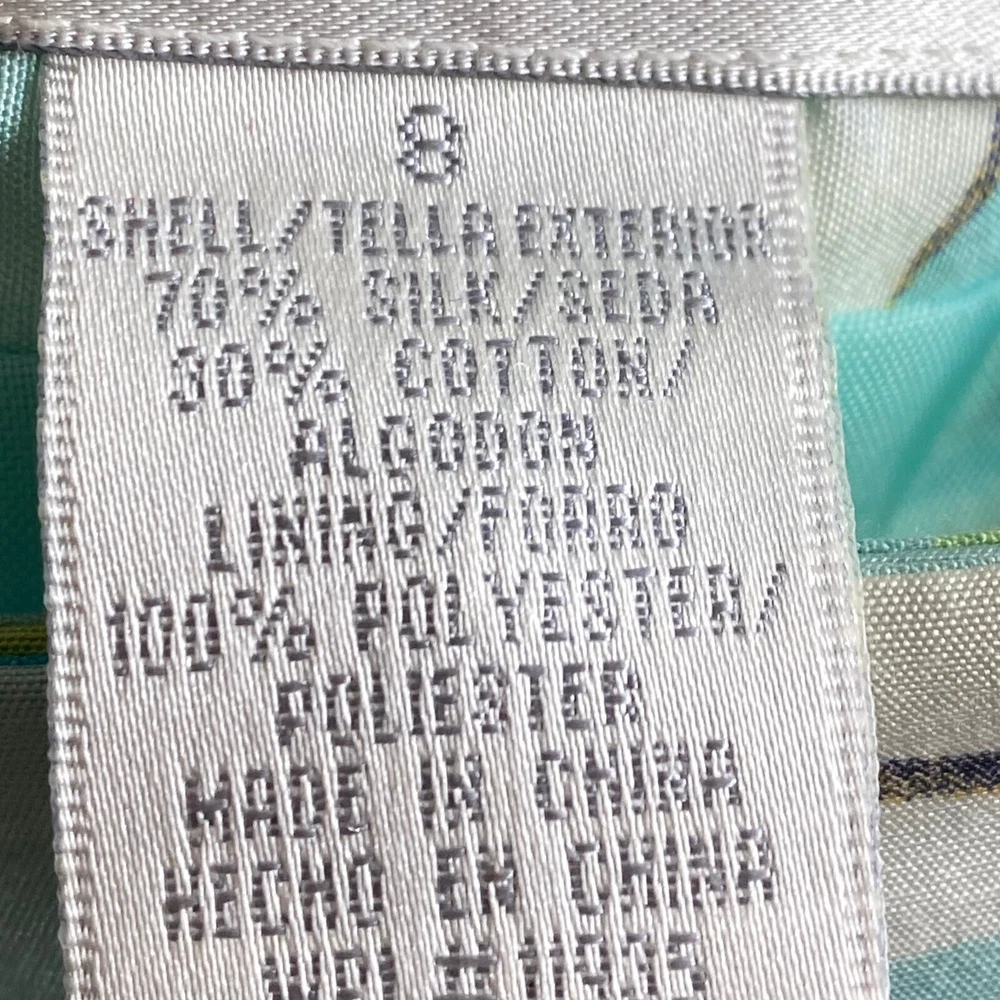 8
SHELL/TELLA EXTERIOR
70% SILK/SEDA
30% COTTON/
ALGODON
LINING/FORRO
100% POLYESTER/
POLIESTER
MADE IN CHINA
HECHO EN CHINA